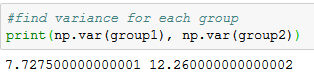 #find variance for each group
print(np.var(group1), np.var(group2))
7.727500000000001 12.260000000000002